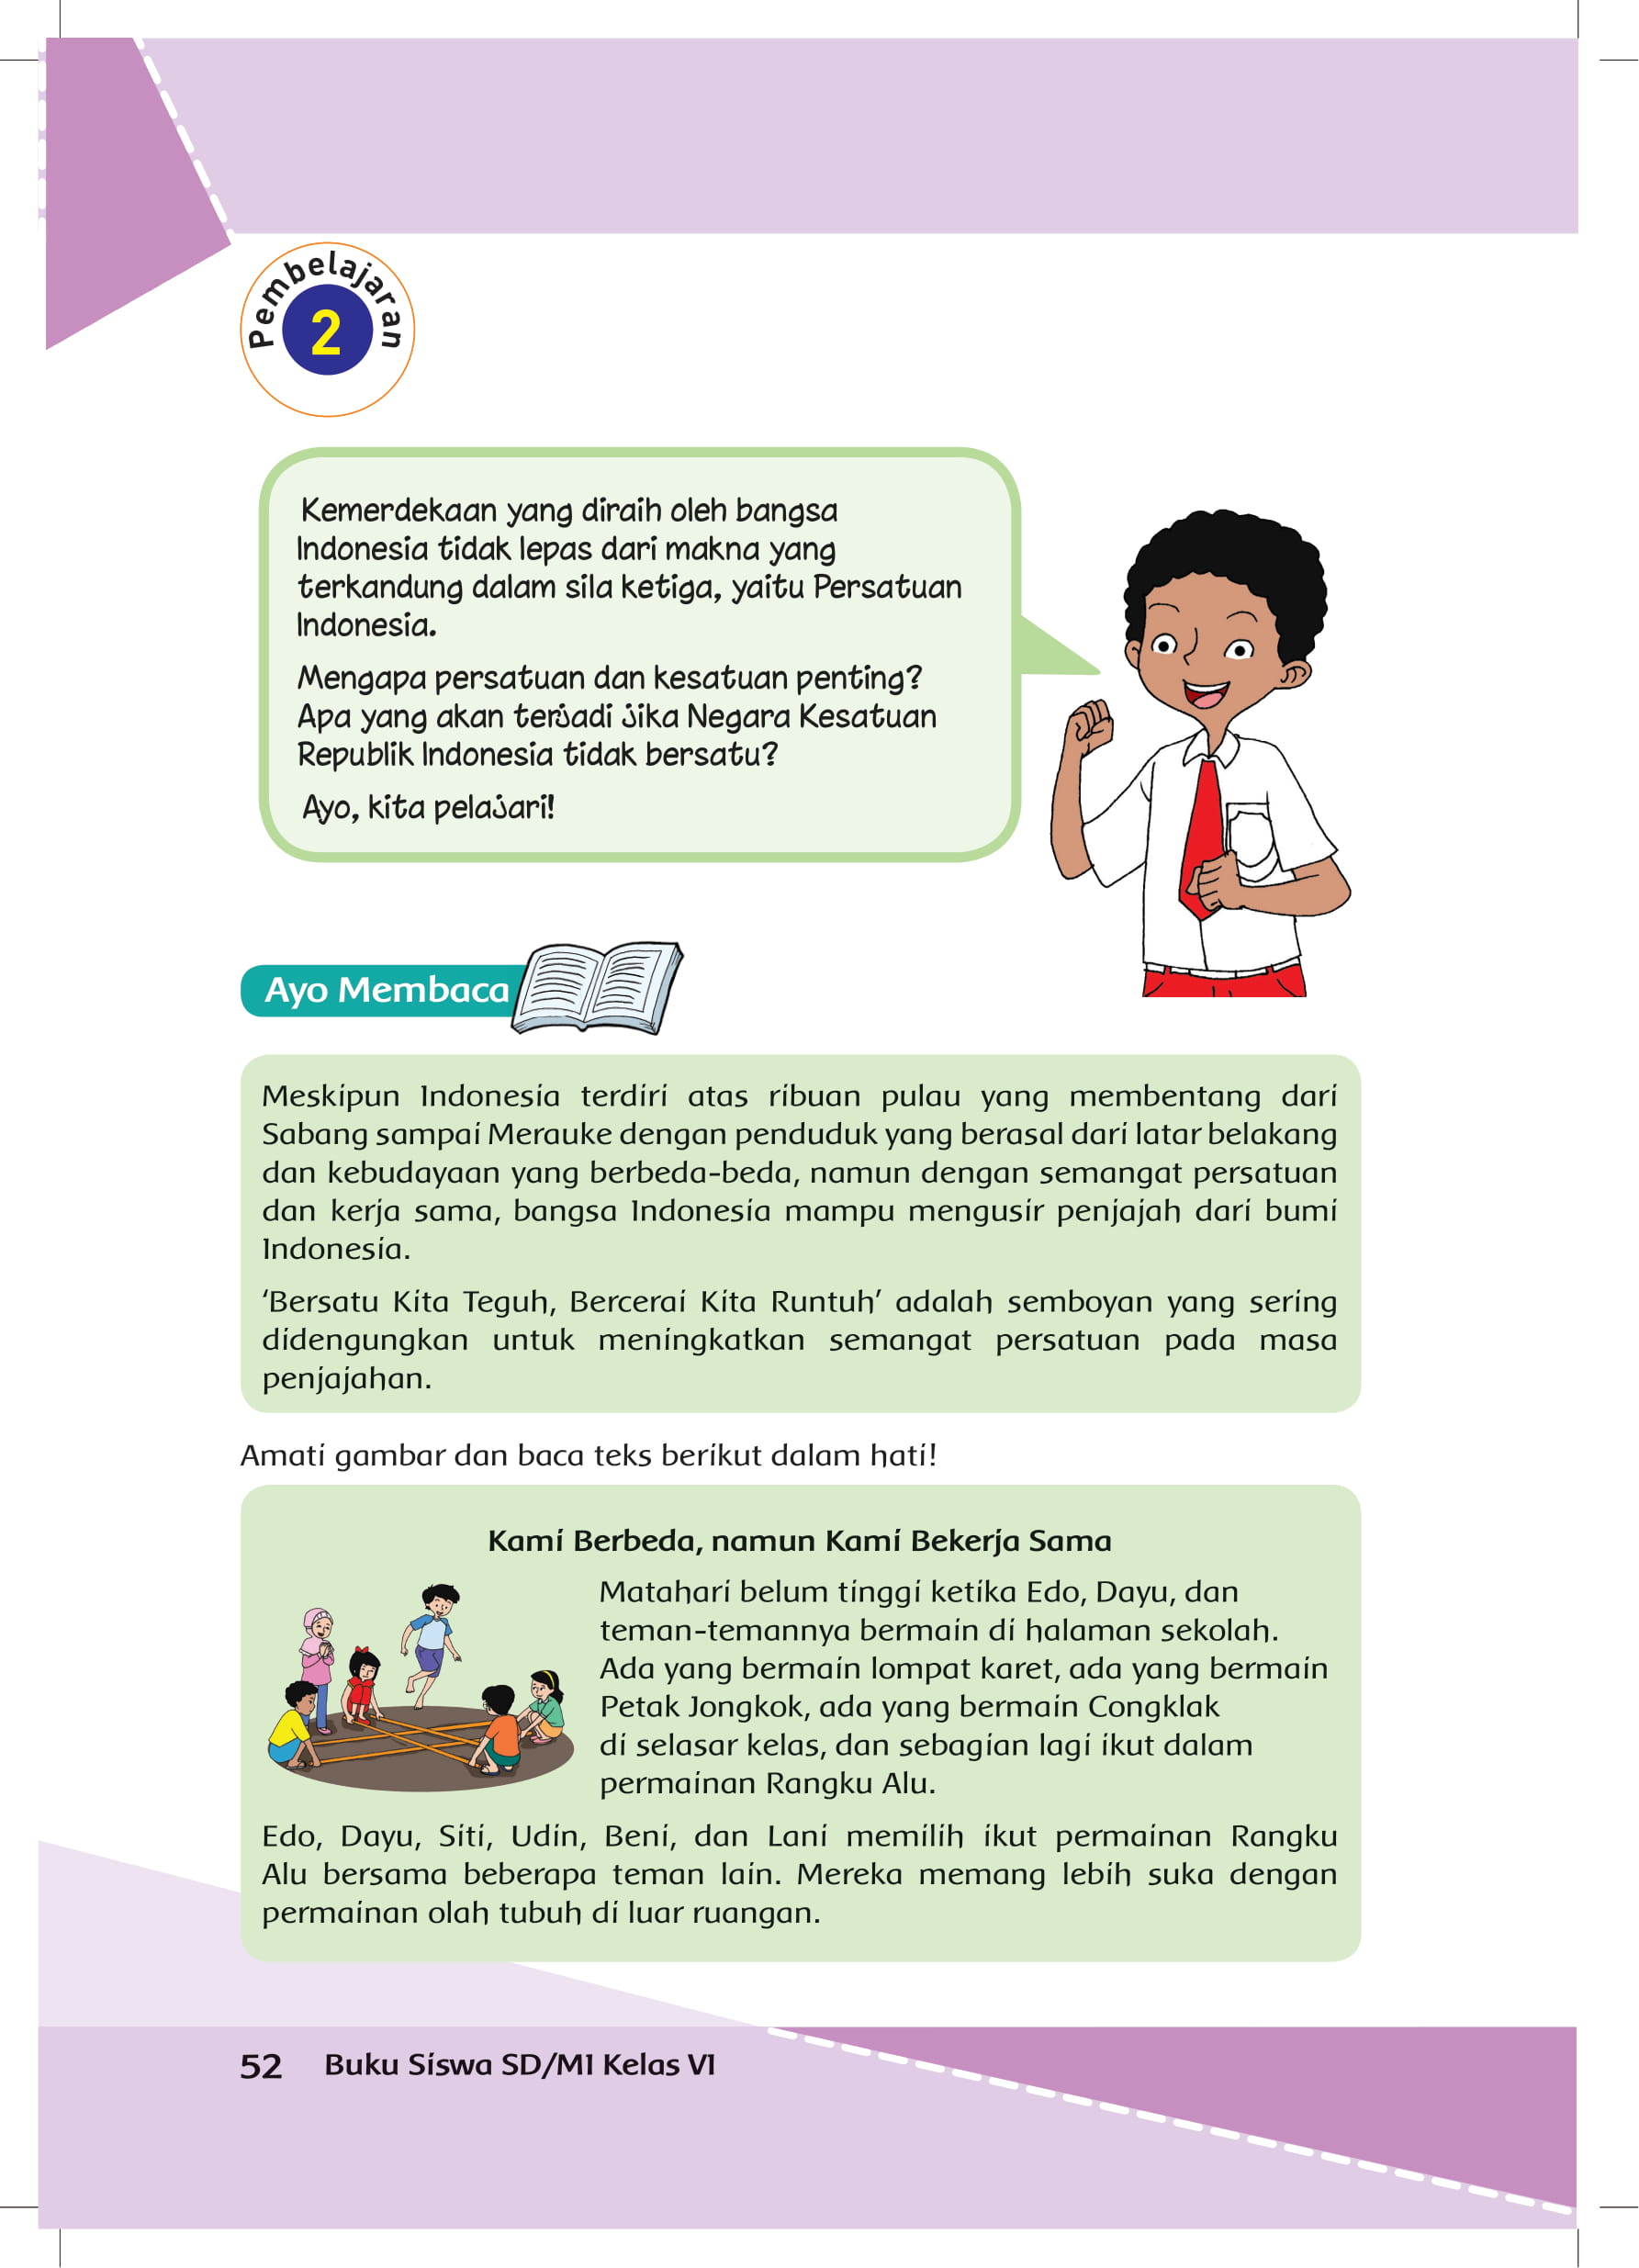 Pembelajaran
2
Kemerdekaan yang diraih oleh bangsa
Indonesia tidak lepas dari makna yang
terkandung dalam sila ketiga, yaitu Persatuan
Indonesia.
Mengapa persatuan dan kesatuan penting?
Apa yang akan terjadi jika Negara Kesatuan
Republik Indonesia tidak bersatu?
Ayo, kita pelajari!
Ayo Membaca
Meskipun Indonesia terdiri atas ribuan pulau yang membentang dari
Sabang sampai Merauke dengan penduduk yang berasal dari latar belakang
dan kebudayaan yang berbeda-beda, namun dengan semangat persatuan
dan kerja sama, bangsa Indonesia mampu mengusir penjajah dari bumi
Indonesia.
‘Bersatu Kita Teguh, Bercerai Kita Runtuh’ adalah semboyan yang sering
didengungkan untuk meningkatkan semangat persatuan pada masa
penjajahan.
Amati gambar dan baca teks berikut dalam hati!
Kami Berbeda, namun Kami Bekerja Sama
Matahari belum tinggi ketika Edo, Dayu, dan
teman-temannya bermain di halaman sekolah.
Ada yang bermain lompat karet, ada yang bermain
Petak Jongkok, ada yang bermain Congklak
di selasar kelas, dan sebagian lagi ikut dalam
permainan Rangku Alu.
Edo, Dayu, Siti, Udin, Beni, dan Lani memilih ikut permainan Rangku
Alu bersama beberapa teman lain. Mereka memang lebih suka dengan
permainan olah tubuh di luar ruangan.
52 Buku Siswa SD/MI Kelas VI